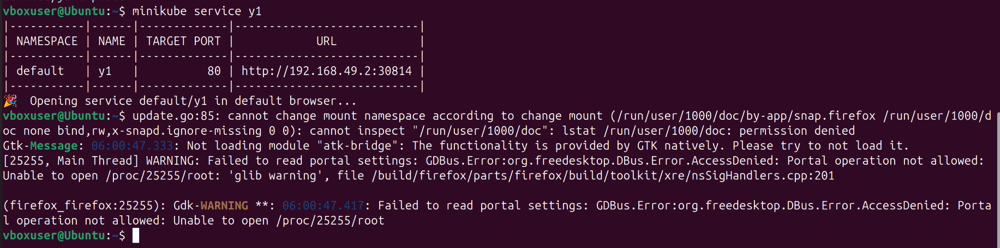 vboxuser@Ubuntu:~$ minikube service y1
|-----------|------|-------------|---------------------------|
| NAMESPACE | NAME | TARGET PORT |            URL            |
|-----------|------|-------------|---------------------------|
| default   | y1   |          80 | http://192.168.49.2:30814 |
|-----------|------|-------------|---------------------------|
🎉  Opening service default/y1 in default browser...
vboxuser@Ubuntu:~$ update.go:85: cannot change mount namespace according to change mount (/run/user/1000/doc/by-app/snap.firefox /run/user/1000/d
oc none bind,rw,x-snapd.ignore-missing 0 0): cannot inspect "/run/user/1000/doc": lstat /run/user/1000/doc: permission denied
Gtk-Message: 06:00:47.333: Not loading module "atk-bridge": The functionality is provided by GTK natively. Please try to not load it.
[25255, Main Thread] WARNING: Failed to read portal settings: GDBus.Error:org.freedesktop.DBus.Error.AccessDenied: Portal operation not allowed:
Unable to open /proc/25255/root: 'glib warning', file /build/firefox/parts/firefox/build/toolkit/xre/nsSigHandlers.cpp:201

(firefox_firefox:25255): Gdk-WARNING **: 06:00:47.417: Failed to read portal settings: GDBus.Error:org.freedesktop.DBus.Error.AccessDenied: Porta
l operation not allowed: Unable to open /proc/25255/root
vboxuser@Ubuntu:~$